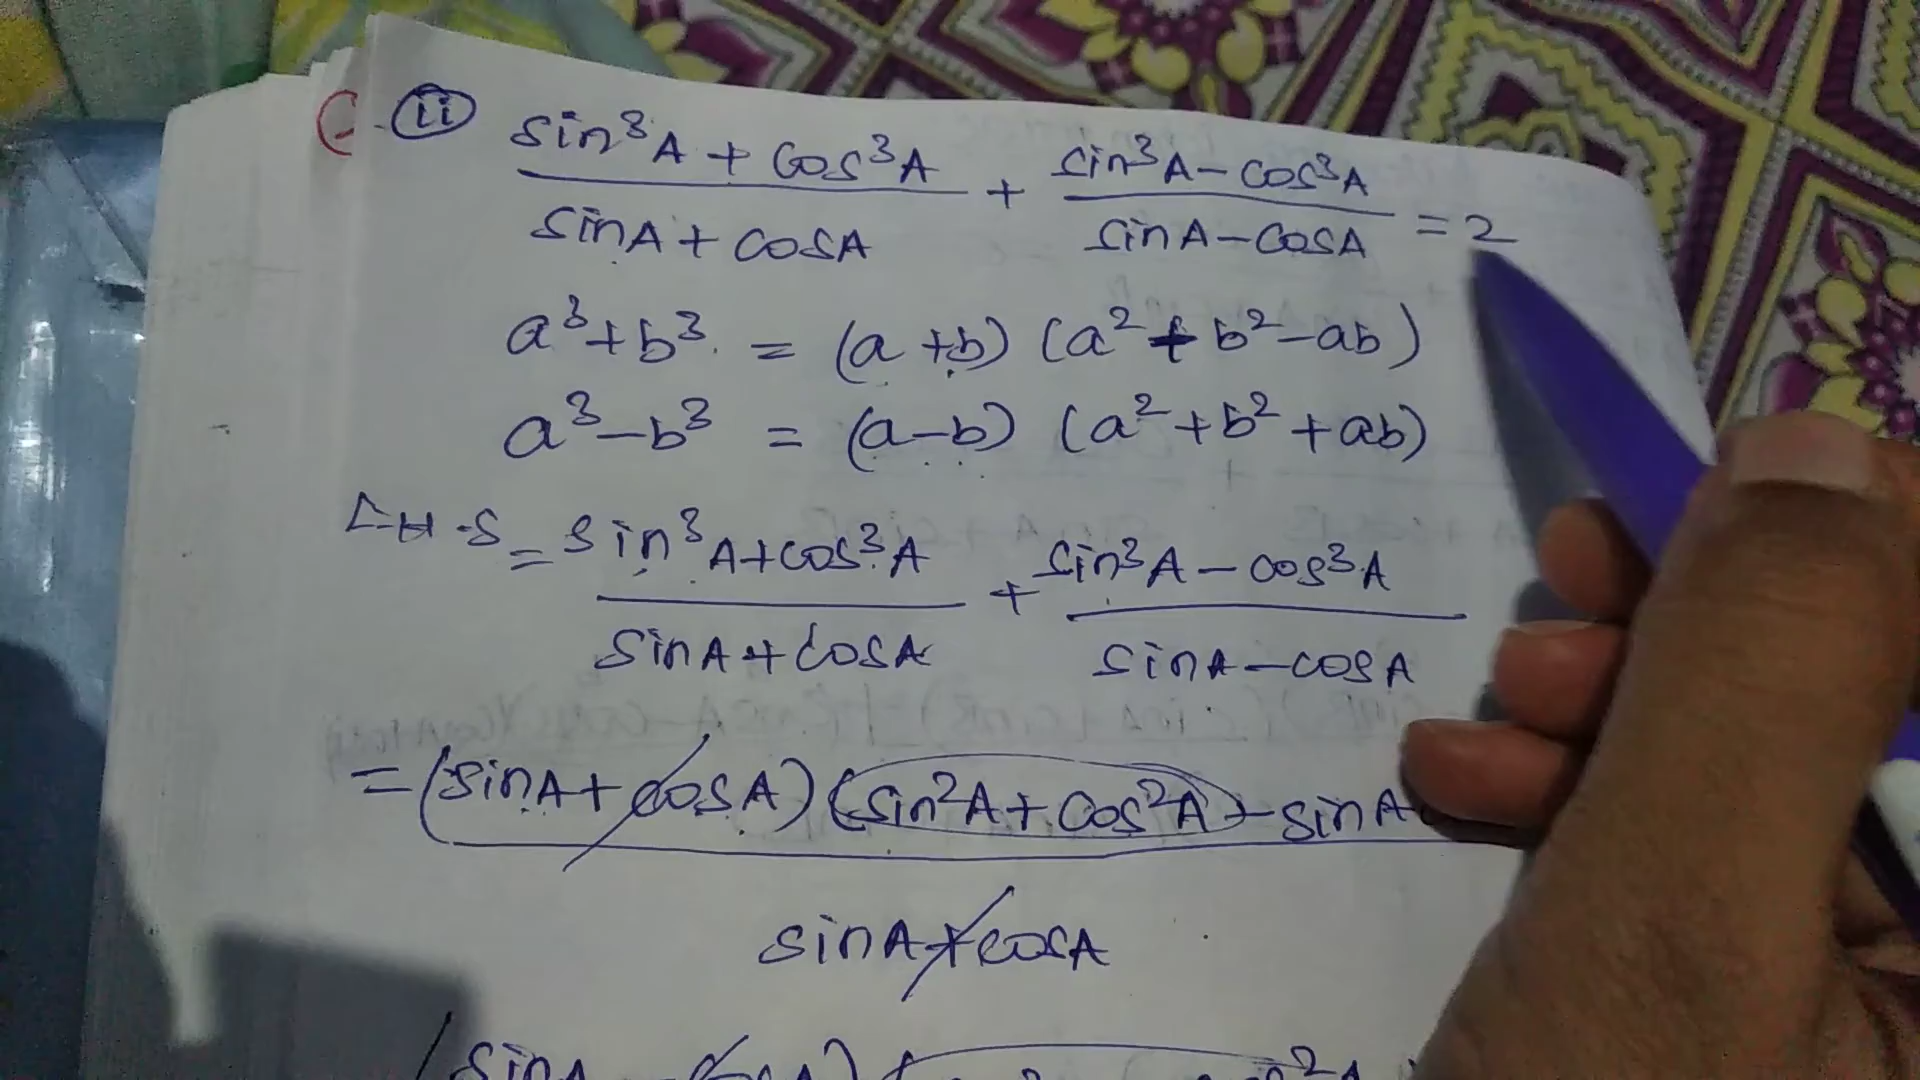 (ii) sin³A + cos³A / sinA + cosA + sin³A - cos³A / sinA - cosA = 2
a³ + b³ = (a + b) (a² + b² - ab)
a³ - b³ = (a - b) (a² + b² + ab)
L.H.S = sin³A + cos³A / sinA + cosA + sin³A - cos³A / sinA - cosA
= (sinA + cosA) (sin²A + cos²A - sinA
sinA + cosA
(sinA